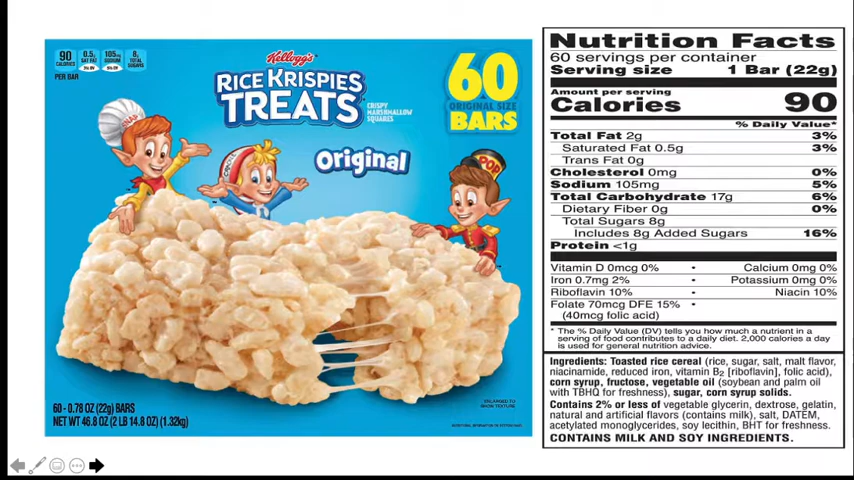 90
CALORIES
0.5g
SAT FAT
3% DV
105mg
SODIUM
5% DV
8g
TOTAL
SUGARS
PER BAR
Kellogg's
RICE KRISPIES
TREATS
CRISPY
MARSHMALLOW
SQUARES
60
ORIGINAL SIZE
BARS
Original
SNAP
POP
ENLARGED TO
SHOW TEXTURE
60 - 0.78 OZ (22g) BARS
NET WT 46.8 OZ (2 LB 14.8 OZ) (1.32kg)
Nutrition Facts
60 servings per container
Serving size 1 Bar (22g)
Amount per serving
Calories 90
% Daily Value*
Total Fat 2g 3%
Saturated Fat 0.5g 3%
Trans Fat 0g
Cholesterol 0mg 0%
Sodium 105mg 5%
Total Carbohydrate 17g 6%
Dietary Fiber 0g 0%
Total Sugars 8g
Includes 8g Added Sugars 16%
Protein <1g
Vitamin D 0mcg 0% • Calcium 0mg 0%
Iron 0.7mg 2% • Potassium 0mg 0%
Riboflavin 10% • Niacin 10%
Folate 70mcg DFE 15% •
(40mcg folic acid)
* The % Daily Value (DV) tells you how much a nutrient in a
serving of food contributes to a daily diet. 2,000 calories a day
is used for general nutrition advice.
Ingredients: Toasted rice cereal (rice, sugar, salt, malt flavor,
niacinamide, reduced iron, vitamin B₂ [riboflavin], folic acid),
corn syrup, fructose, vegetable oil (soybean and palm oil
with TBHQ for freshness), sugar, corn syrup solids.
Contains 2% or less of vegetable glycerin, dextrose, gelatin,
natural and artificial flavors (contains milk), salt, DATEM,
acetylated monoglycerides, soy lecithin, BHT for freshness.
CONTAINS MILK AND SOY INGREDIENTS.